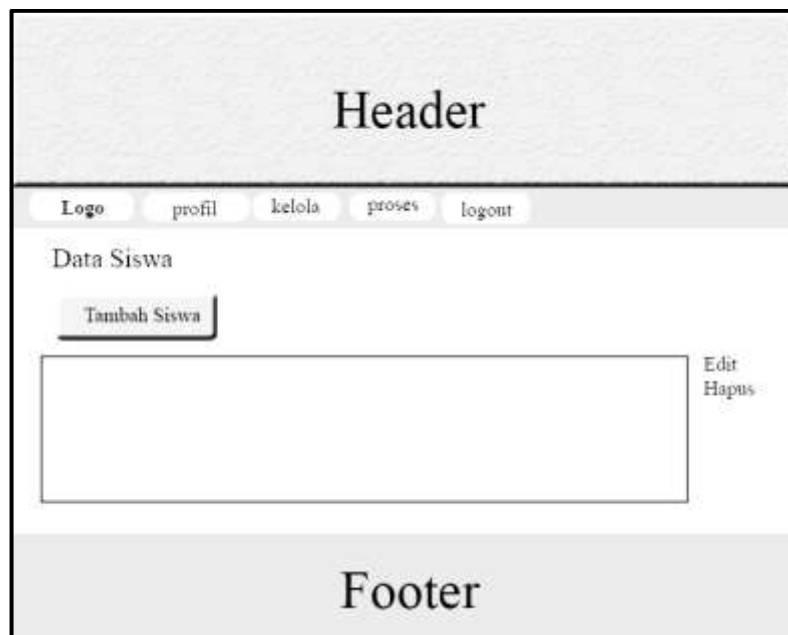 Header
Logo profil kelola proses logout
Data Siswa
Tambah Siswa
Edit
Hapus
Footer